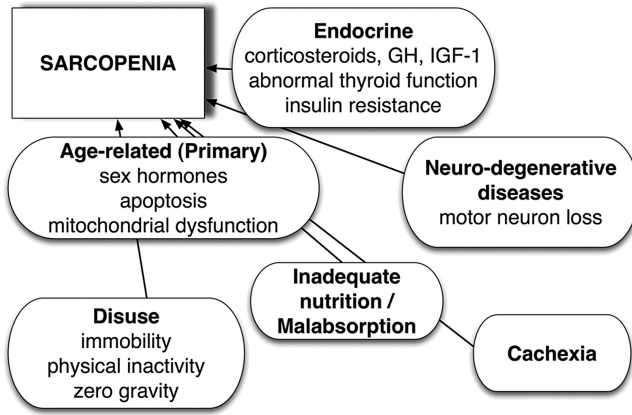 SARCOPENIA
Endocrine
corticosteroids, GH, IGF-1
abnormal thyroid function
insulin resistance
Age-related (Primary)
sex hormones
apoptosis
mitochondrial dysfunction
Neuro-degenerative
diseases
motor neuron loss
Inadequate
nutrition /
Malabsorption
Disuse
immobility
physical inactivity
zero gravity
Cachexia